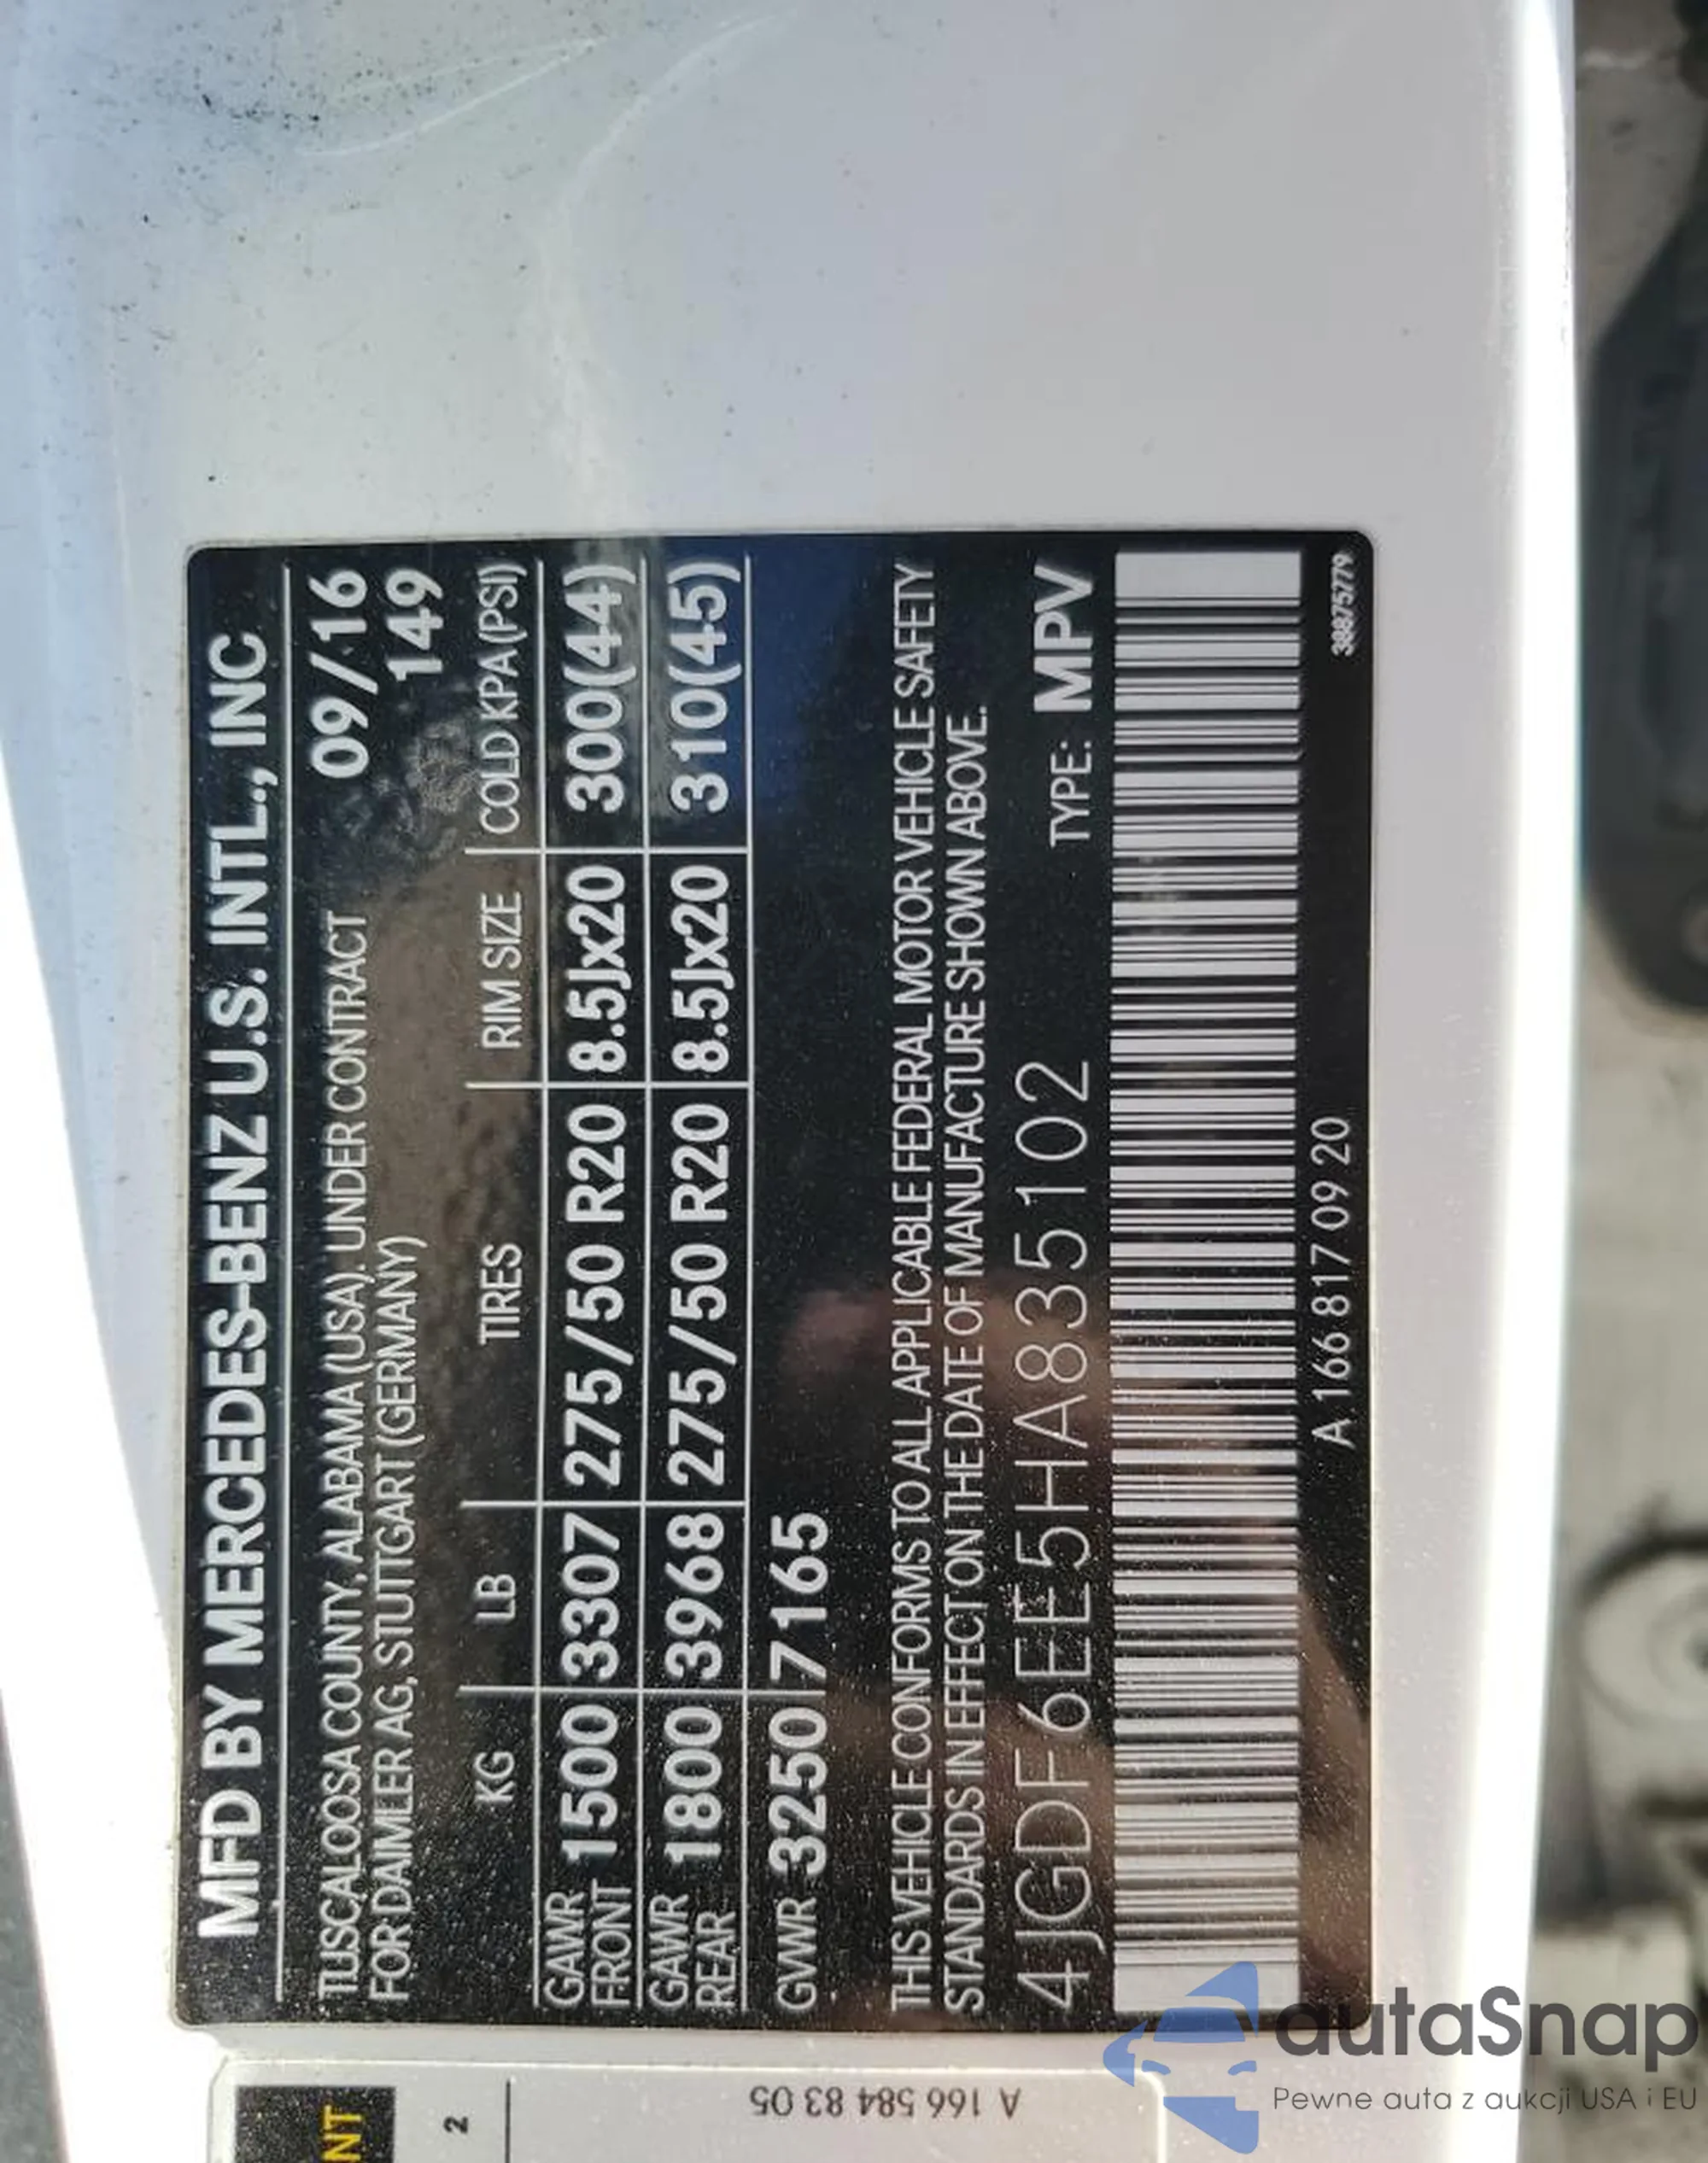 MFD BY MERCEDES-BENZ U.S. INTL., INC
TUSCALOOSA COUNTY, ALABAMA (USA). UNDER CONTRACT 09/16
FOR DAIMLER AG, STUTTGART (GERMANY) 149
KG LB TIRES RIM SIZE COLD KPA(PSI)
GAWR FRONT 1500 3307 275/50 R20 8.5Jx20 300(44)
GAWR REAR 1800 3968 275/50 R20 8.5Jx20 310(45)
GVWR 3250 7165
THIS VEHICLE CONFORMS TO ALL APPLICABLE FEDERAL MOTOR VEHICLE SAFETY
STANDARDS IN EFFECT ON THE DATE OF MANUFACTURE SHOWN ABOVE.
4JGDF6EE5HA835102 TYPE: MPV
A 166 817 09 20
38875779
NT
2
A 166 584 83 05
autaSnap
Pewne auta z aukcji USA i EU